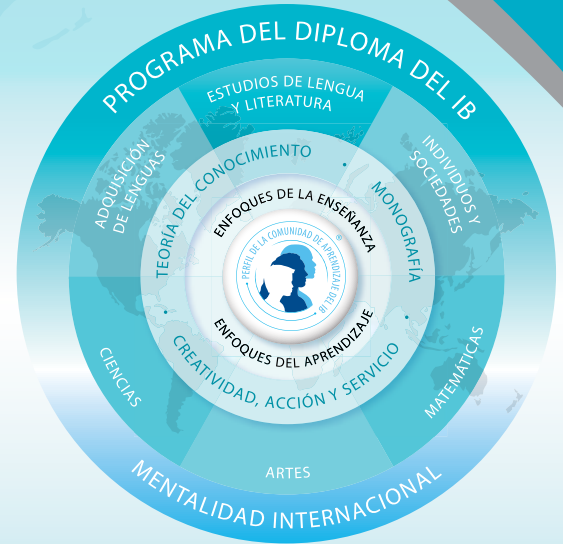 PROGRAMA DEL DIPLOMA DEL IB
ESTUDIOS DE LENGUA
Y LITERATURA
ADQUISICIÓN
DE LENGUAS
INDIVIDUOS Y
SOCIEDADES
TEORÍA DEL CONOCIMIENTO
MONOGRAFÍA
ENFOQUES DE LA ENSEÑANZA
PERFIL DE LA COMUNIDAD DE APRENDIZAJE DEL IB ®
ENFOQUES DEL APRENDIZAJE
CREATIVIDAD, ACCIÓN Y SERVICIO
CIENCIAS
MATEMÁTICAS
ARTES
MENTALIDAD INTERNACIONAL